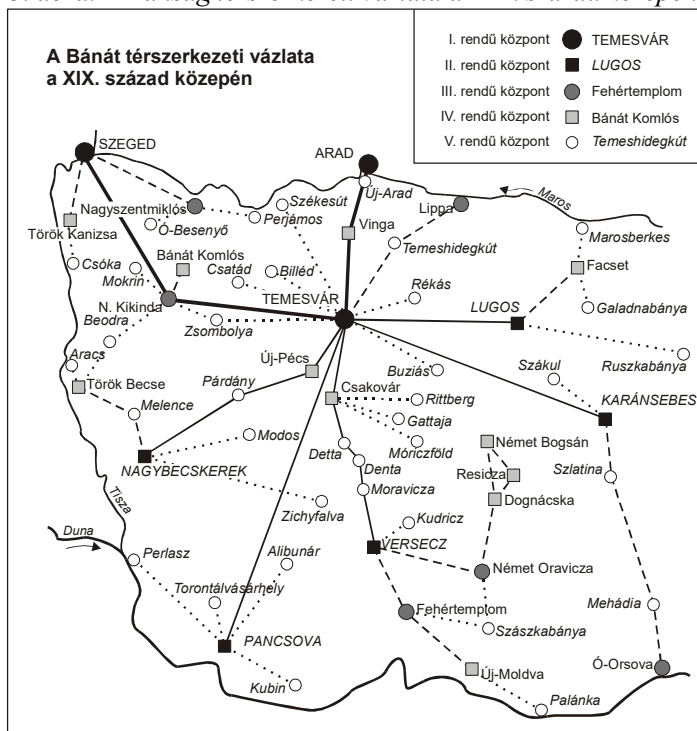 A Bánát térszerkezeti vázlata
a XIX. század közepén
I. rendű központ TEMESVÁR
II. rendű központ LUGOS
III. rendű központ Fehértemplom
IV. rendű központ Bánát Komlós
V. rendű központ Temeshidegkút
SZEGED
ARAD
Új-Arad
Maros
Nagyszentmiklós
Székesút
Lippa
Török Kanizsa
Ó-Besenyő
Perjámos
Vinga
Marosberkes
Bánát Komlós
Temeshidegkút
Csóka
Mokrin
Csatád
Billéd
Facset
TEMESVÁR
Rékás
N. Kikinda
LUGOS
Galadnabánya
Beodra
Zsombolya
Aracs
Új-Pécs
Buziás
Szákul
Ruszkabánya
Török Becse
Párdány
Csakovár
Rittberg
KARÁNSEBES
Melence
Gattaja
Modos
Móriczföld
Német Bogsán
NAGYBECSKEREK
Detta
Denta
Resicza
Szlatina
Moravicza
Dognácska
Tisza
Zichyfalva
Kudricz
Duna
VERSECZ
Perlasz
Alibunár
Német Oravicza
Torontálvásárhely
Fehértemplom
Mehádia
Szászkabánya
PANCSOVA
Új-Moldva
Ó-Orsova
Kubin
Palánka